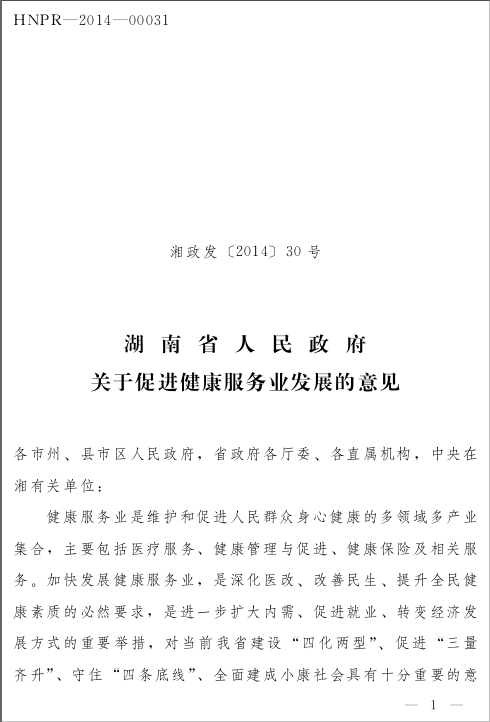 HNPR—2014—00031
湘政发〔2014〕30 号
湖南省人民政府
关于促进健康服务业发展的意见
各市州、县市区人民政府，省政府各厅委、各直属机构，中央在
湘有关单位：
健康服务业是维护和促进人民群众身心健康的多领域多产业
集合，主要包括医疗服务、健康管理与促进、健康保险及相关服
务。加快发展健康服务业，是深化医改、改善民生、提升全民健
康素质的必然要求，是进一步扩大内需、促进就业、转变经济发
展方式的重要举措，对当前我省建设“四化两型”、促进“三量
齐升”、守住“四条底线”、全面建成小康社会具有十分重要的意
— 1 —